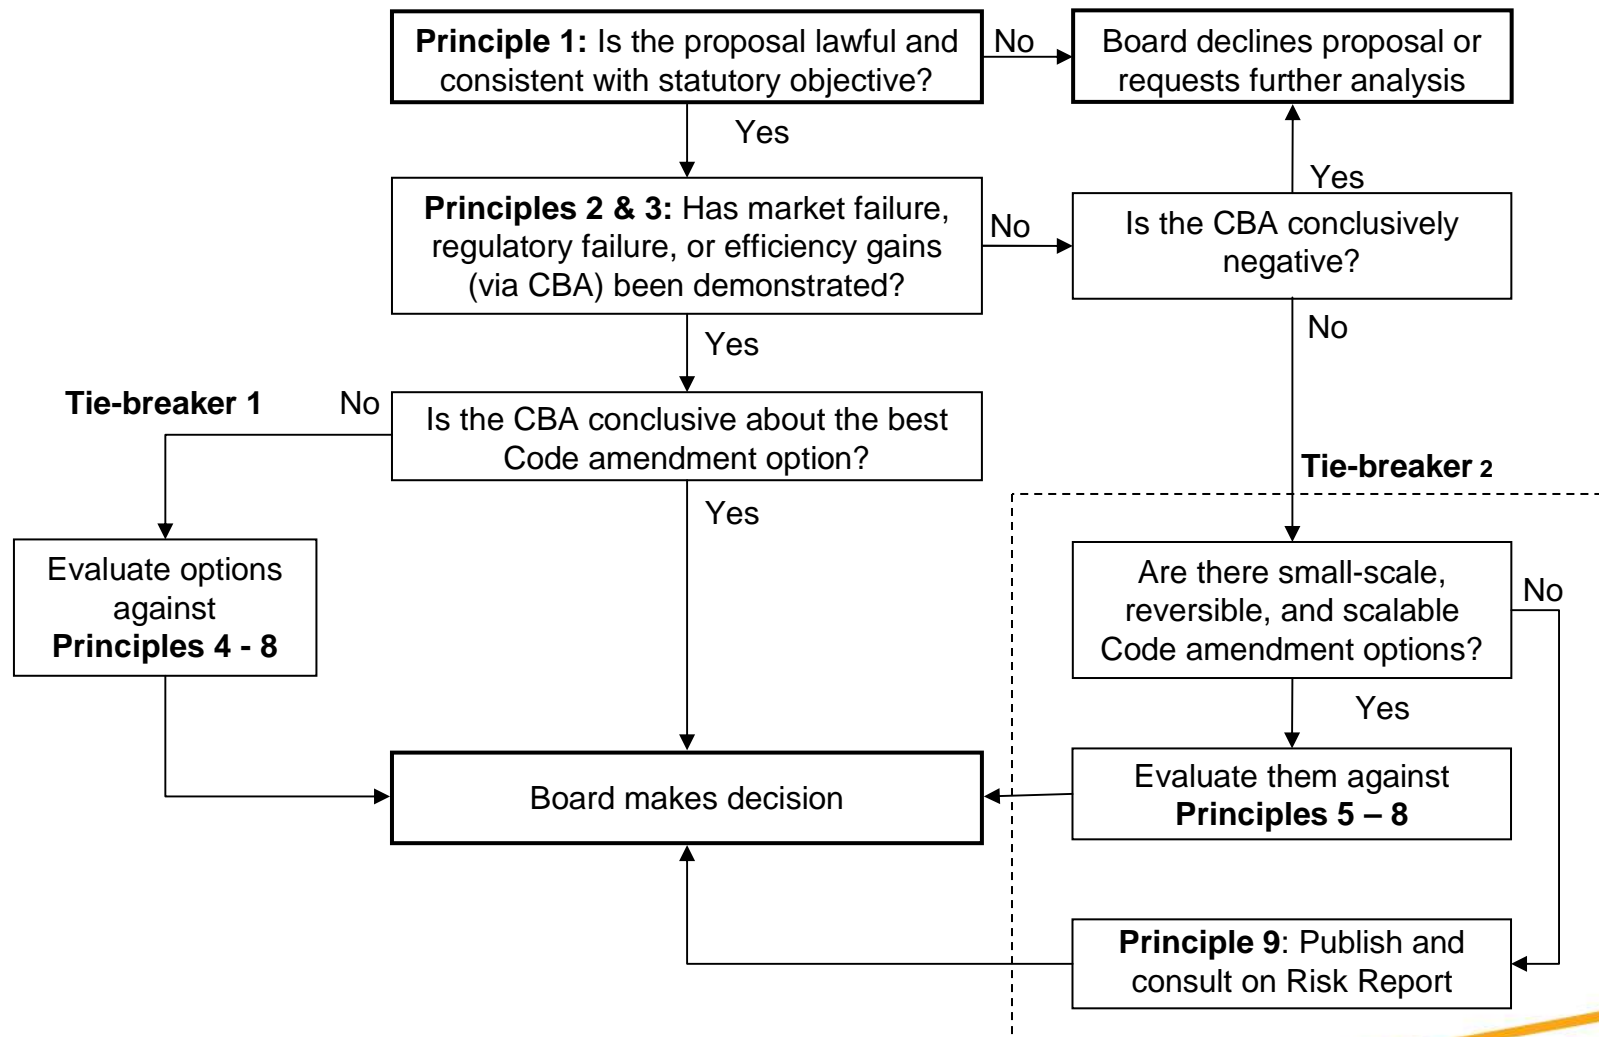 Principle 1: Is the proposal lawful and
consistent with statutory objective?
No
Board declines proposal or
requests further analysis
Yes
Yes
Principles 2 & 3: Has market failure,
regulatory failure, or efficiency gains
(via CBA) been demonstrated?
No
Is the CBA conclusively
negative?
Yes
No
Tie-breaker 1
No
Is the CBA conclusive about the best
Code amendment option?
Tie-breaker 2
Yes
Evaluate options
against
Principles 4 - 8
Are there small-scale,
reversible, and scalable
Code amendment options?
No
Yes
Board makes decision
Evaluate them against
Principles 5 – 8
Principle 9: Publish and
consult on Risk Report